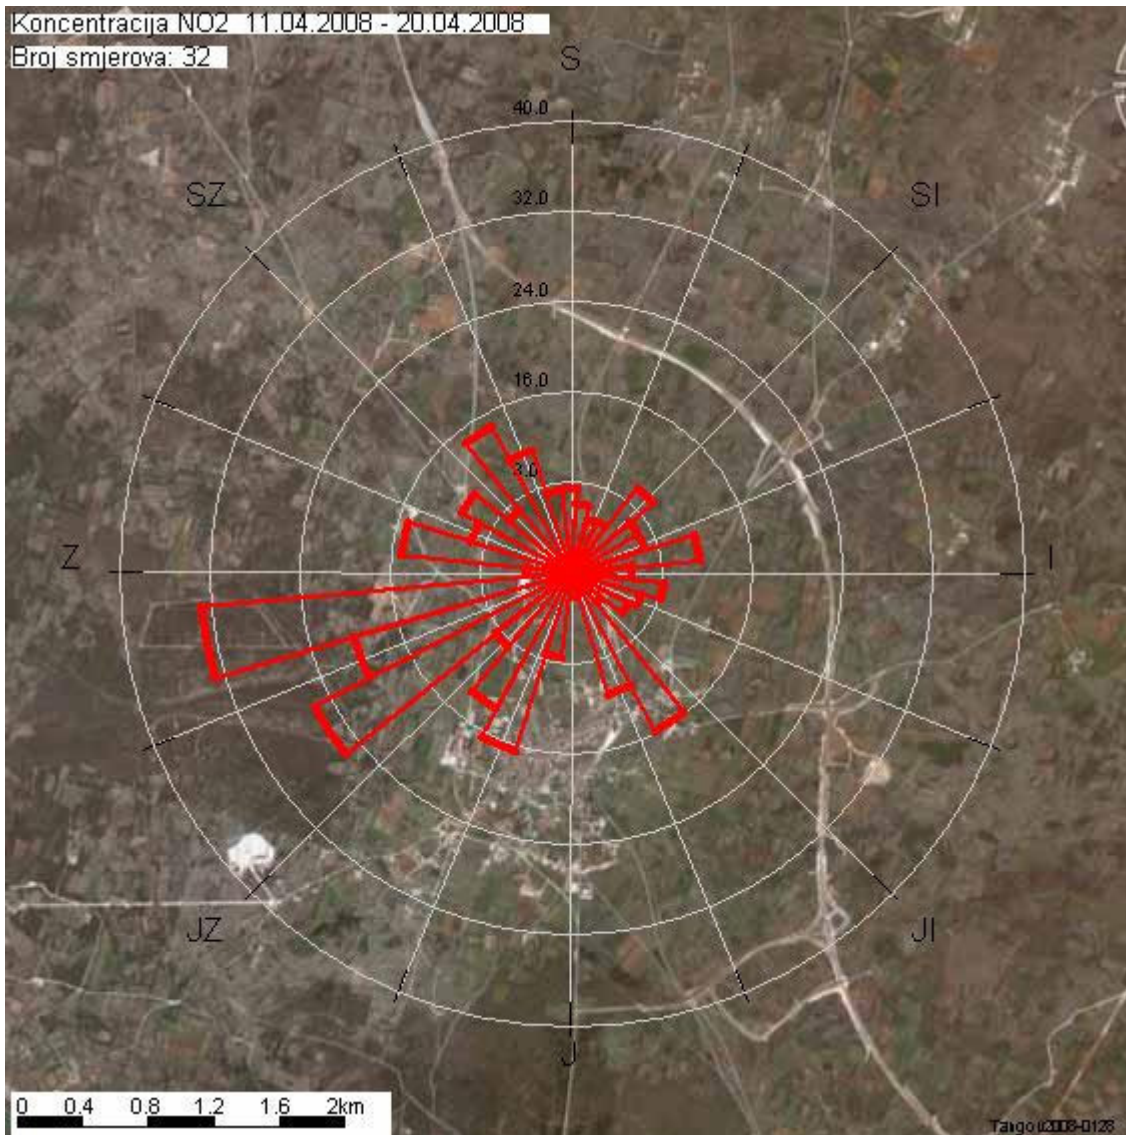 Koncentracija NO2 11.04.2008 - 20.04.2008
Broj smjerova: 32
S
40.0
SZ
SI
32.0
24.0
16.0
Z
I
JZ
JI
J
0 0.4 0.8 1.2 1.6 2km